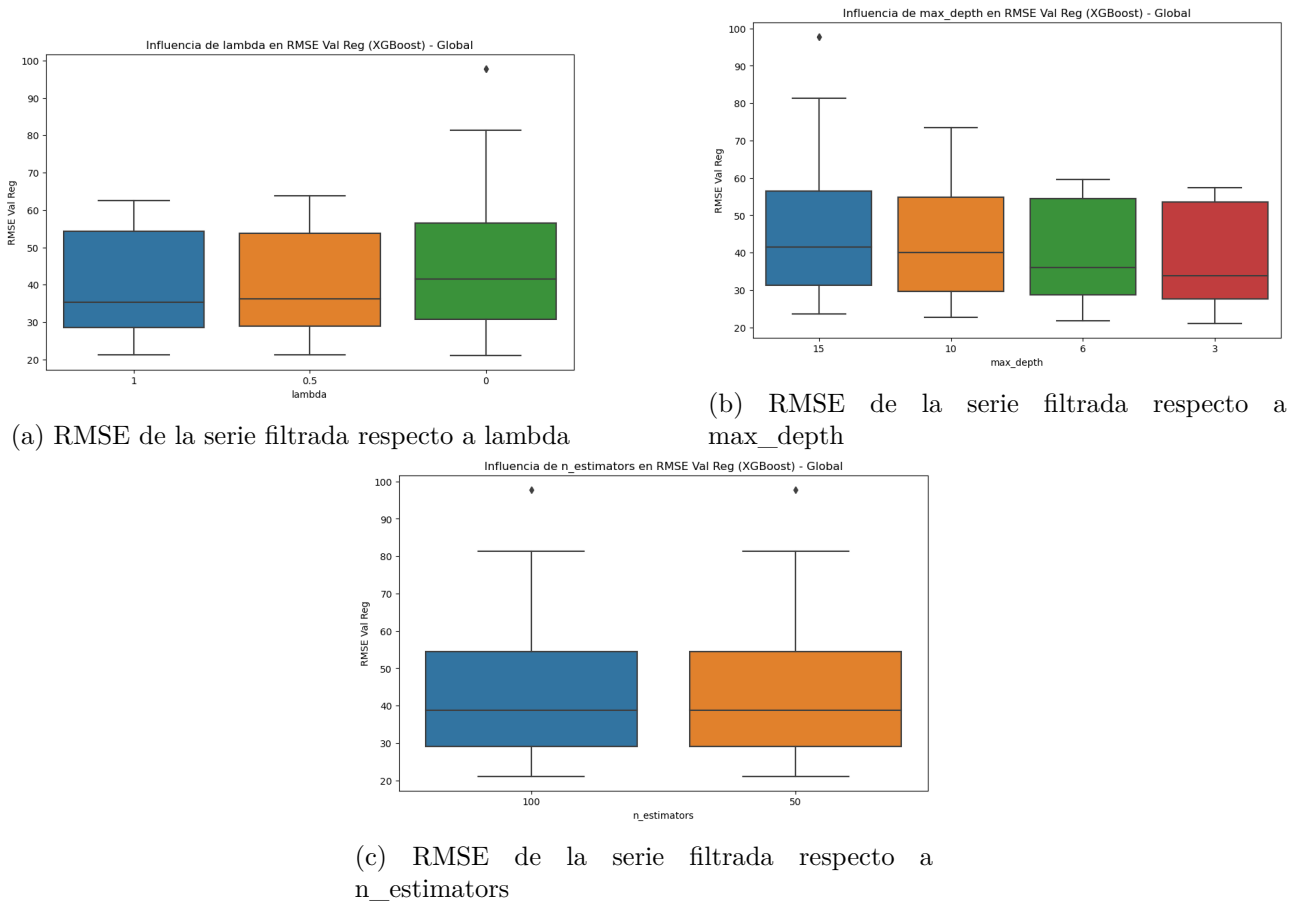 Influencia de lambda en RMSE Val Reg (XGBoost) - Global
100
90
80
70
60
50
40
30
20
RMSE Val Reg
1 0.5 0
lambda
(a) RMSE de la serie filtrada respecto a lambda
Influencia de max_depth en RMSE Val Reg (XGBoost) - Global
100
90
80
70
60
50
40
30
20
RMSE Val Reg
15 10 6 3
max_depth
(b) RMSE de la serie filtrada respecto a
max_depth
Influencia de n_estimators en RMSE Val Reg (XGBoost) - Global
100
90
80
70
60
50
40
30
20
RMSE Val Reg
100 50
n_estimators
(c) RMSE de la serie filtrada respecto a
n_estimators